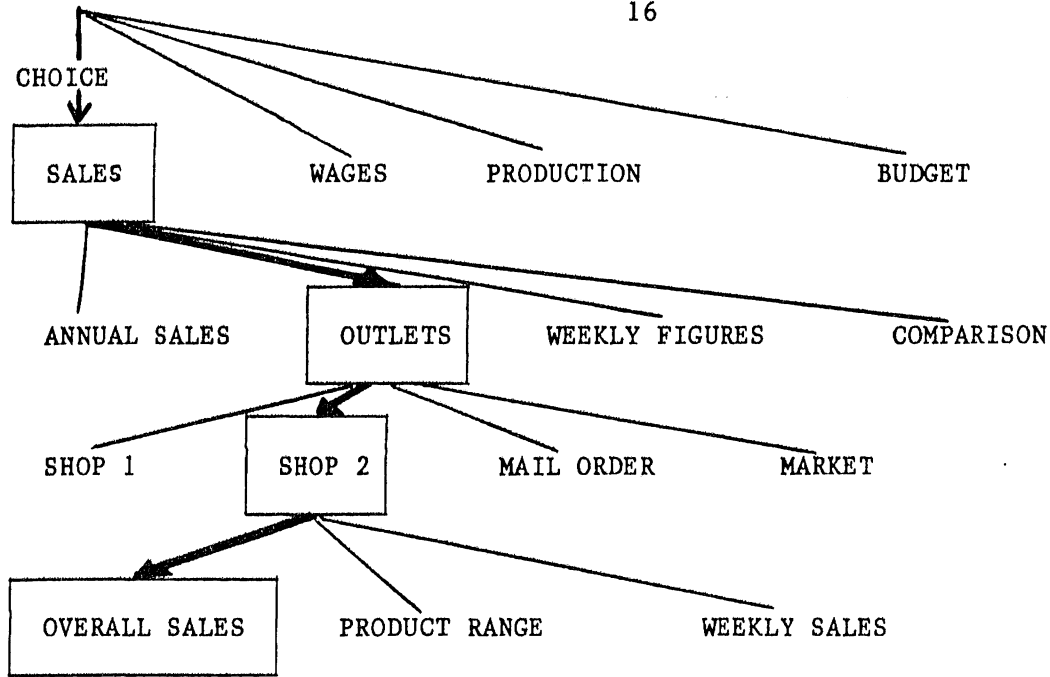 16
CHOICE
SALES WAGES PRODUCTION BUDGET
ANNUAL SALES OUTLETS WEEKLY FIGURES COMPARISON
SHOP 1 SHOP 2 MAIL ORDER MARKET
OVERALL SALES PRODUCT RANGE WEEKLY SALES